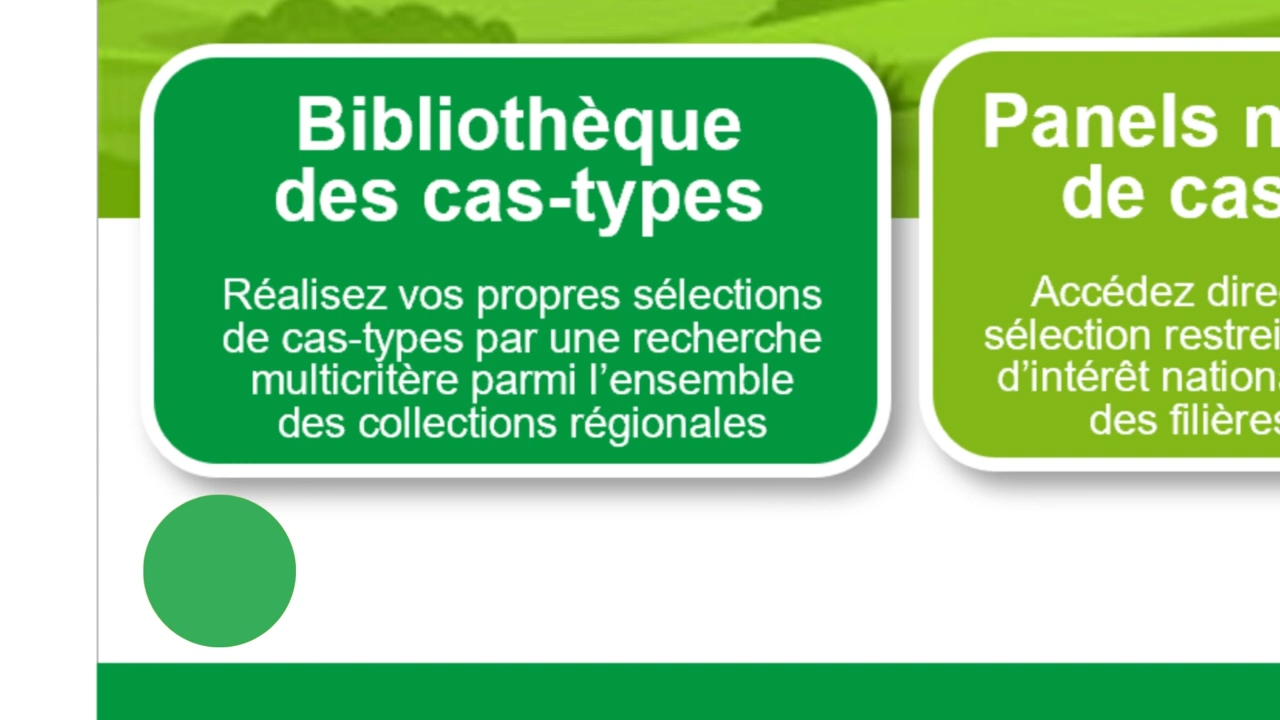 Bibliothèque
des cas-types
Réalisez vos propres sélections
de cas-types par une recherche
multicritère parmi l’ensemble
des collections régionales
Panels
de cas
Accédez
sélection
d’intérêt
des filières